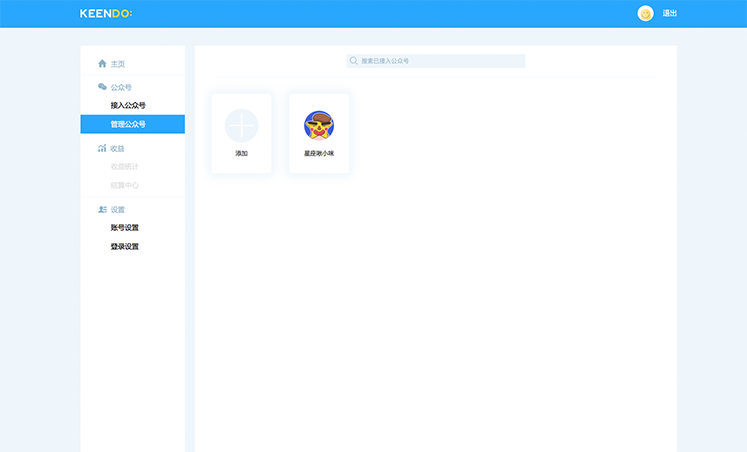 KEENDO:
退出
主页
公众号
接入公众号
管理公众号
收益
收益统计
结算中心
设置
账号设置
登录设置
搜索已接入公众号
添加
星座瞅小咪